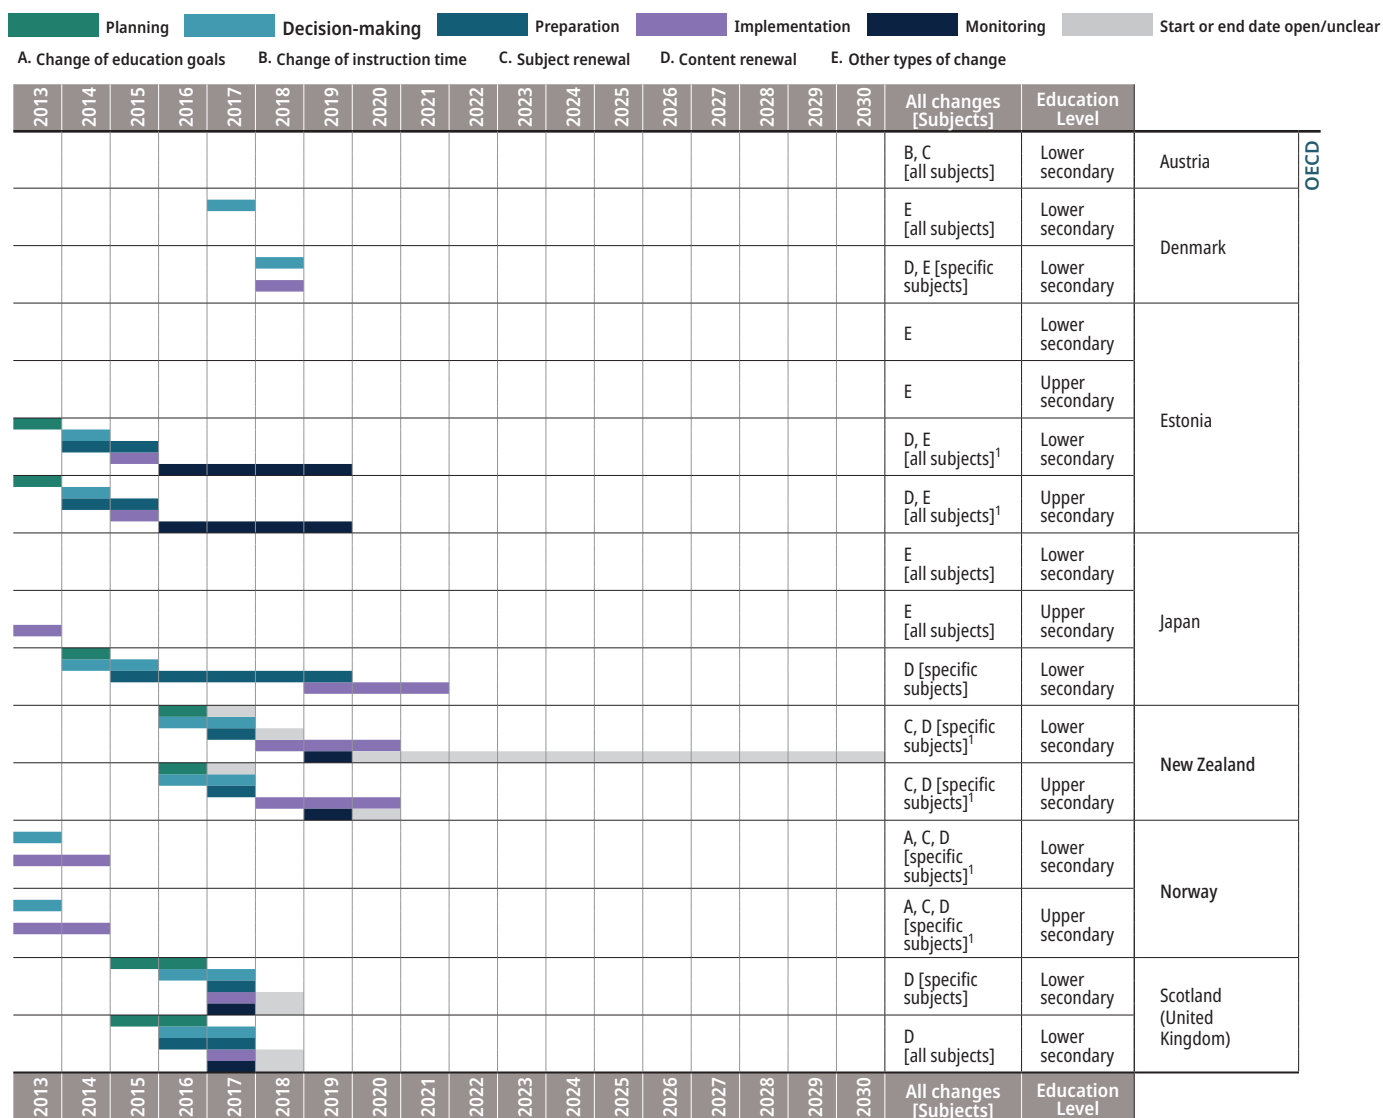 Planning Decision-making Preparation Implementation Monitoring Start or end date open/unclear
A. Change of education goals B. Change of instruction time C. Subject renewal D. Content renewal E. Other types of change
2013 2014 2015 2016 2017 2018 2019 2020 2021 2022 2023 2024 2025 2026 2027 2028 2029 2030 All changes Education
[Subjects] Level
OECD
B, C Lower
[all subjects] secondary
Austria
E Lower
[all subjects] secondary
Denmark
D, E [specific Lower
subjects] secondary
E Lower
secondary
E Upper
secondary
Estonia
D, E Lower
[all subjects]1 secondary
D, E Upper
[all subjects]1 secondary
E Lower
[all subjects] secondary
E Upper
[all subjects] secondary
Japan
D [specific Lower
subjects] secondary
C, D [specific Lower
subjects]1 secondary
New Zealand
C, D [specific Upper
subjects]1 secondary
A, C, D
[specific
subjects]1
Lower
secondary
Norway
A, C, D
[specific
subjects]1
Upper
secondary
D [specific Lower
subjects] secondary
Scotland
(United
Kingdom)
D Lower
[all subjects] secondary
2013 2014 2015 2016 2017 2018 2019 2020 2021 2022 2023 2024 2025 2026 2027 2028 2029 2030 All changes Education
[Subjects] Level